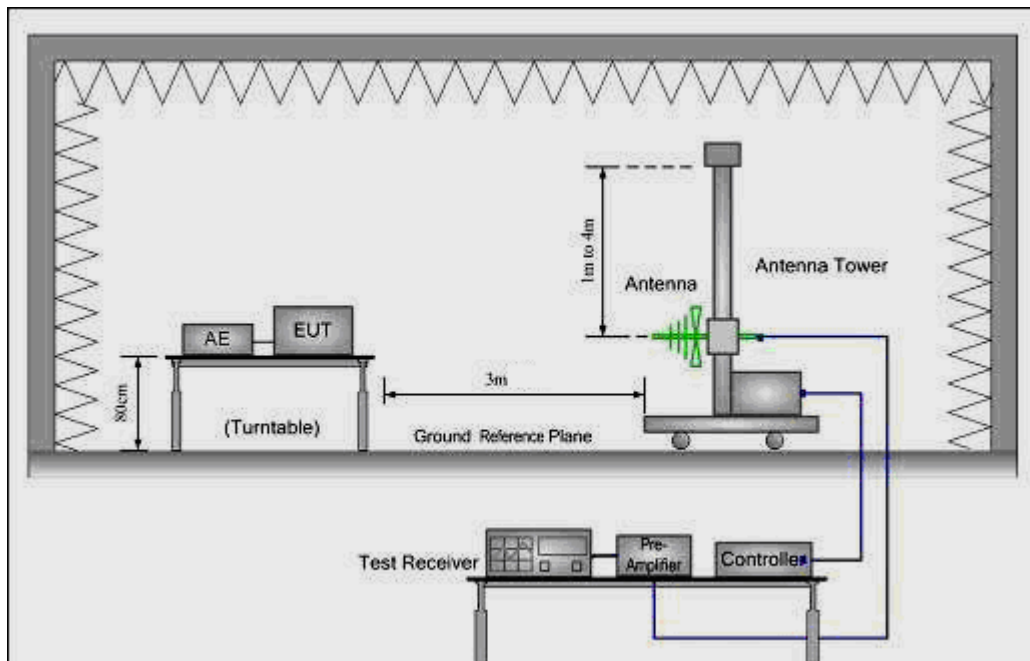 1m to 4m
Antenna
Antenna Tower
AE
EUT
80cm
(Turntable)
3m
Ground Reference Plane
Test Receiver
Pre-
Amplifier
Controller